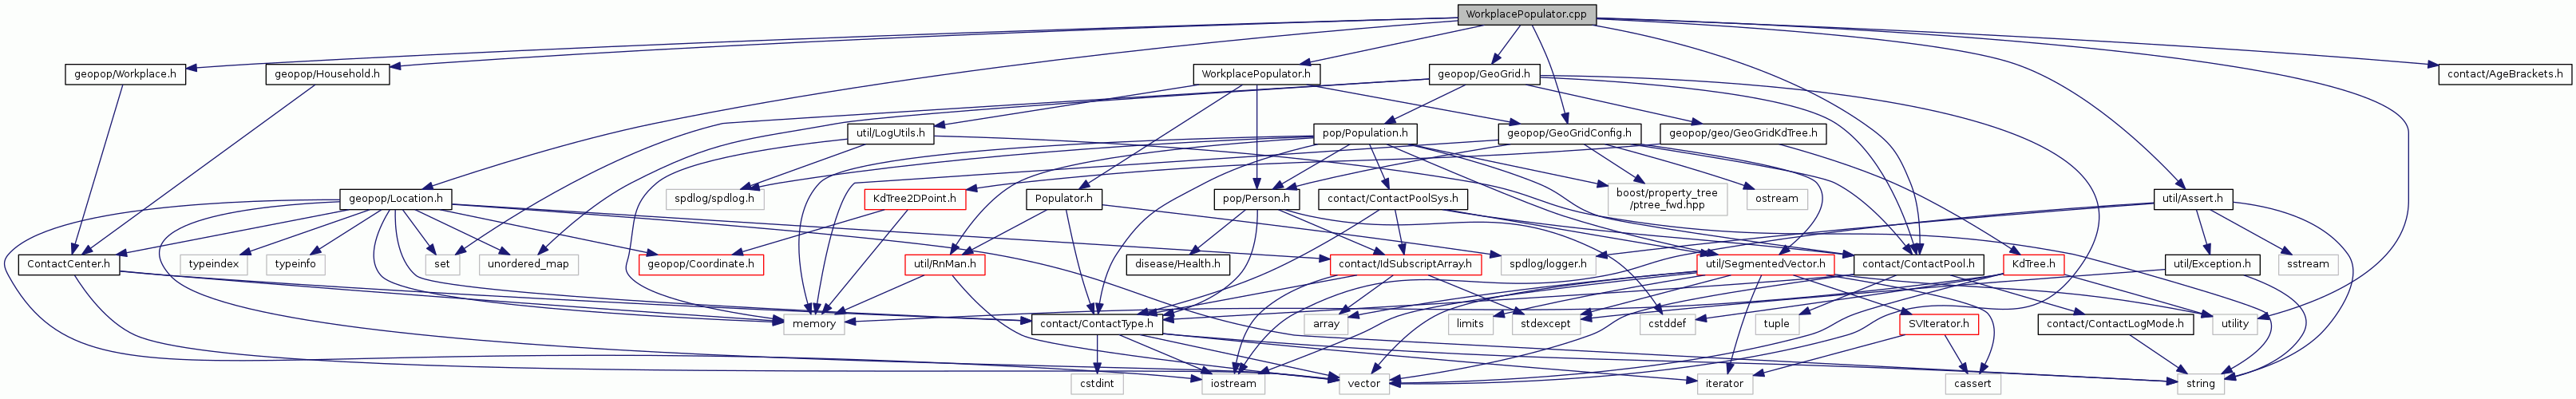 WorkplacePopulator.cpp
geopop/Workplace.h
geopop/Household.h
WorkplacePopulator.h
geopop/GeoGrid.h
contact/AgeBrackets.h
util/LogUtils.h
pop/Population.h
geopop/GeoGridConfig.h
geopop/geo/GeoGridKdTree.h
geopop/Location.h
spdlog/spdlog.h
KdTree2DPoint.h
Populator.h
pop/Person.h
contact/ContactPoolSys.h
boost/property_tree
/ptree_fwd.hpp
ostream
util/Assert.h
ContactCenter.h
typeindex
typeinfo
set
unordered_map
geopop/Coordinate.h
util/RnMan.h
spdlog/logger.h
disease/Health.h
contact/IdSubscriptArray.h
util/SegmentedVector.h
contact/ContactPool.h
KdTree.h
util/Exception.h
sstream
memory
contact/ContactType.h
array
limits
stdexcept
cstddef
SVIterator.h
tuple
contact/ContactLogMode.h
utility
cstdint
iostream
vector
iterator
cassert
string